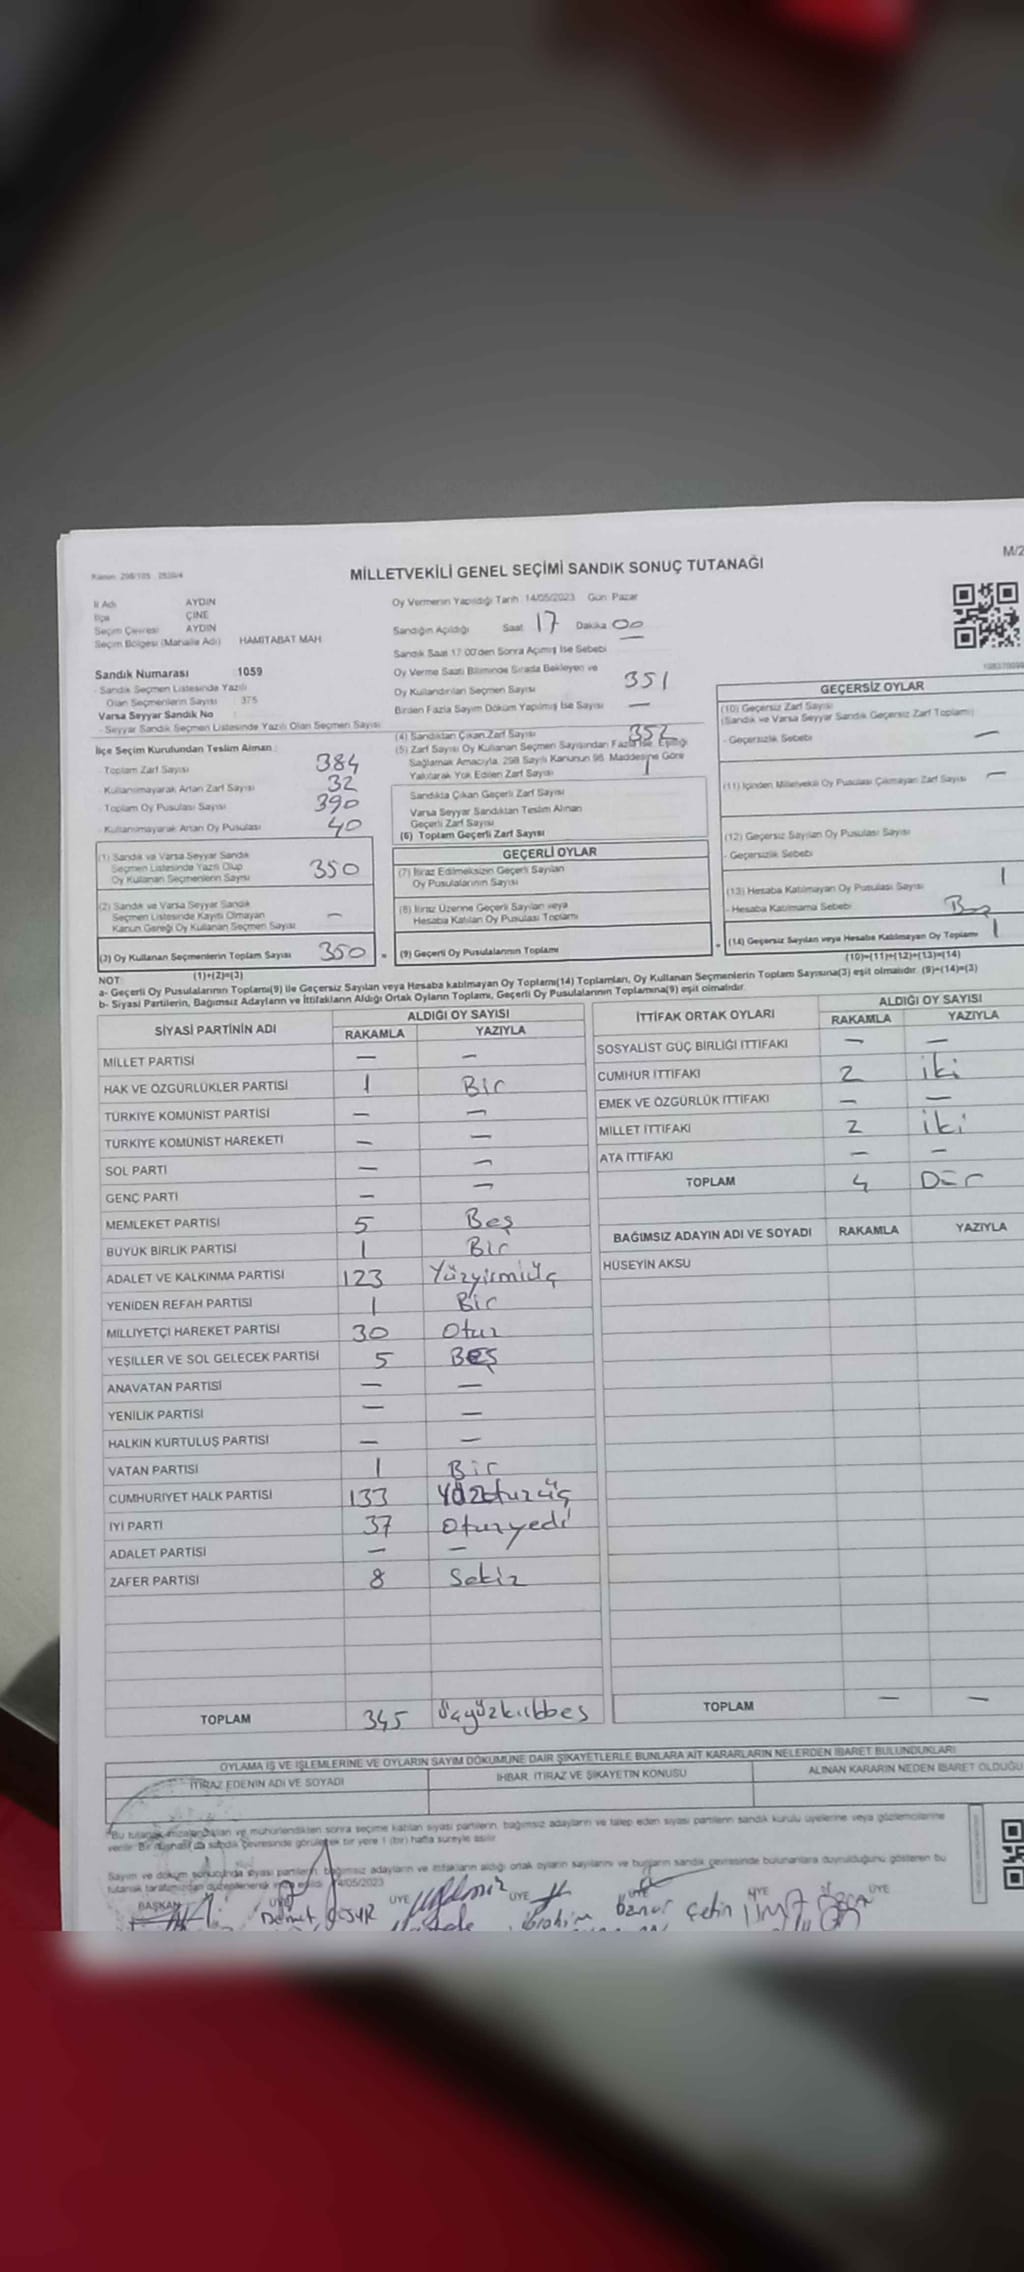 M/2
MİLLETVEKİLİ GENEL SEÇİMİ SANDIK SONUÇ TUTANAĞI
İl Adı AYDIN
İlçe ÇİNE
Seçim Çevresi AYDIN
Seçim Bölgesi (Mahalle Adı) HAMİTABAT MAH.
Sandık Numarası :1059
- Sandık Seçmen Listesinde Yazılı
Olan Seçmenlerin Sayısı : 375
Varsa Seyyar Sandık No
- Seyyar Sandık Seçmen Listesinde Yazılı Olan Seçmen Sayısı
İlçe Seçim Kurulundan Teslim Alınan :
- Toplam Zarf Sayısı 384
- Kullanılmayarak Artan Zarf Sayısı 32
- Toplam Oy Pusulası Sayısı 390
- Kullanılmayarak Artan Oy Pusulası 40
(1) Sandık ve Varsa Seyyar Sandık
Seçmen Listesinde Yazılı Olup
Oy Kullanan Seçmenlerin Sayısı 350
(2) Sandık ve Varsa Seyyar Sandık
Seçmen Listesinde Kayıtlı Olmayan
Kanun Gereği Oy Kullanan Seçmen Sayısı —
(3) Oy Kullanan Seçmenlerin Toplam Sayısı 350
(1)+(2)=(3)
Oy Vermenin Yapıldığı Tarih :14/05/2023 Gün: Pazar
Sandığın Açıldığı Saat 17 Dakika 00
Sandık Saat 17:00'den Sonra Açılmış İse Sebebi
Oy Verme Saati Bitiminde Sırada Bekleyen ve
Oy Kullandırılan Seçmen Sayısı 351
Birden Fazla Sayım Döküm Yapılmış İse Sayısı —
(4) Sandıktan Çıkan Zarf Sayısı 352
(5) Zarf Sayısı Oy Kullanan Seçmen Sayısından Fazla İse, Eşitliği
Sağlamak Amacıyla, 298 Sayılı Kanunun 98. Maddesine Göre
Yakılarak Yok Edilen Zarf Sayısı 1
Sandıkta Çıkan Geçerli Zarf Sayısı
Varsa Seyyar Sandıktan Teslim Alınan
Geçerli Zarf Sayısı
(6) Toplam Geçerli Zarf Sayısı
GEÇERLİ OYLAR
(7) İtiraz Edilmeksizin Geçerli Sayılan
Oy Pusulalarının Sayısı
(8) İtiraz Üzerine Geçerli Sayılan veya
Hesaba Katılan Oy Pusulası Toplamı
(9) Geçerli Oy Pusulalarının Toplamı
GEÇERSİZ OYLAR
(10) Geçersiz Zarf Sayısı
(Sandık ve Varsa Seyyar Sandık Geçersiz Zarf Toplamı)
- Geçersizlik Sebebi —
(11) İçinden Milletvekili Oy Pusulası Çıkmayan Zarf Sayısı —
(12) Geçersiz Sayılan Oy Pusulası Sayısı
- Geçersizlik Sebebi
(13) Hesaba Katılmayan Oy Pusulası Sayısı 1
- Hesaba Katılmama Sebebi
(14) Geçersiz Sayılan veya Hesaba Katılmayan Oy Toplamı 1
(10)+(11)+(12)+(13)=(14)
NOT:
a- Geçerli Oy Pusulalarının Toplamı(9) ile Geçersiz Sayılan veya Hesaba katılmayan Oy Toplamı(14) Toplamları, Oy Kullanan Seçmenlerin Toplam Sayısına(3) eşit olmalıdır. (9)+(14)=(3)
b- Siyasi Partilerin, Bağımsız Adayların ve İttifakların Aldığı Ortak Oyların Toplamı, Geçerli Oy Pusulalarının Toplamına(9) eşit olmalıdır.
SİYASİ PARTİNİN ADI ALDIĞI OY SAYISI
RAKAMLA YAZIYLA
MİLLET PARTİSİ — —
HAK VE ÖZGÜRLÜKLER PARTİSİ 1 Bir
TÜRKİYE KOMÜNİST PARTİSİ — —
TÜRKİYE KOMÜNİST HAREKETİ — —
SOL PARTİ — —
GENÇ PARTİ — —
MEMLEKET PARTİSİ 5 Beş
BÜYÜK BİRLİK PARTİSİ 1 Bir
ADALET VE KALKINMA PARTİSİ 123 Yüzyirmiüç
YENİDEN REFAH PARTİSİ 1 Bir
MİLLİYETÇİ HAREKET PARTİSİ 30 Otuz
YEŞİLLER VE SOL GELECEK PARTİSİ 5 Beş
ANAVATAN PARTİSİ — —
YENİLİK PARTİSİ — —
HALKIN KURTULUŞ PARTİSİ — —
VATAN PARTİSİ 1 Bir
CUMHURİYET HALK PARTİSİ 133 Yüzotuzüç
İYİ PARTİ 37 Otuzyedi
ADALET PARTİSİ — —
ZAFER PARTİSİ 8 Sekiz
TOPLAM 345 Üçyüzkırkbeş
İTTİFAK ORTAK OYLARI ALDIĞI OY SAYISI
RAKAMLA YAZIYLA
SOSYALİST GÜÇ BİRLİĞİ İTTİFAKI — —
CUMHUR İTTİFAKI 2 iki
EMEK VE ÖZGÜRLÜK İTTİFAKI — —
MİLLET İTTİFAKI 2 iki
ATA İTTİFAKI — —
TOPLAM 4
BAĞIMSIZ ADAYIN ADI VE SOYADI RAKAMLA YAZIYLA
HÜSEYİN AKSU
TOPLAM — —
OYLAMA İŞ VE İŞLEMLERİNE VE OYLARIN SAYIM DÖKÜMÜNE DAİR ŞİKAYETLERLE BUNLARA AİT KARARLARIN NELERDEN İBARET BULUNDUKLARI
İTİRAZ EDENİN ADI VE SOYADI İHBAR, İTİRAZ VE ŞİKAYETİN KONUSU ALINAN KARARIN NEDEN İBARET OLDUĞU
"Bu tutanak imzalandıktan ve mühürlendikten sonra seçime katılan siyasi partilerin, bağımsız adayların ve talep eden siyasi partilerin sandık kurulu üyelerine veya gözlemcilerine
verilir. Bir nüshası da sandık çevresinde görülecek bir yere 1 (bir) hafta süreyle asılır.
Sayım ve döküm sonucunda siyasi partilerin, bağımsız adayların ve ittifakların aldığı ortak oyların sayılarını ve bunların sandık çevresinde bulunanlara duyrulduğunu gösteren bu
tutanak tarafımızdan düzenlenerek imza edildi. 14/05/2023
BAŞKAN ÜYE ÜYE ÜYE ÜYE ÜYE ÜYE
ibrahim Çetin